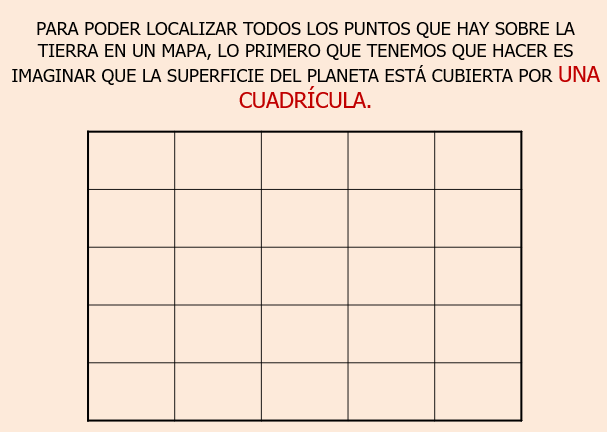 PARA PODER LOCALIZAR TODOS LOS PUNTOS QUE HAY SOBRE LA
TIERRA EN UN MAPA, LO PRIMERO QUE TENEMOS QUE HACER ES
IMAGINAR QUE LA SUPERFICIE DEL PLANETA ESTÁ CUBIERTA POR UNA
CUADRÍCULA.